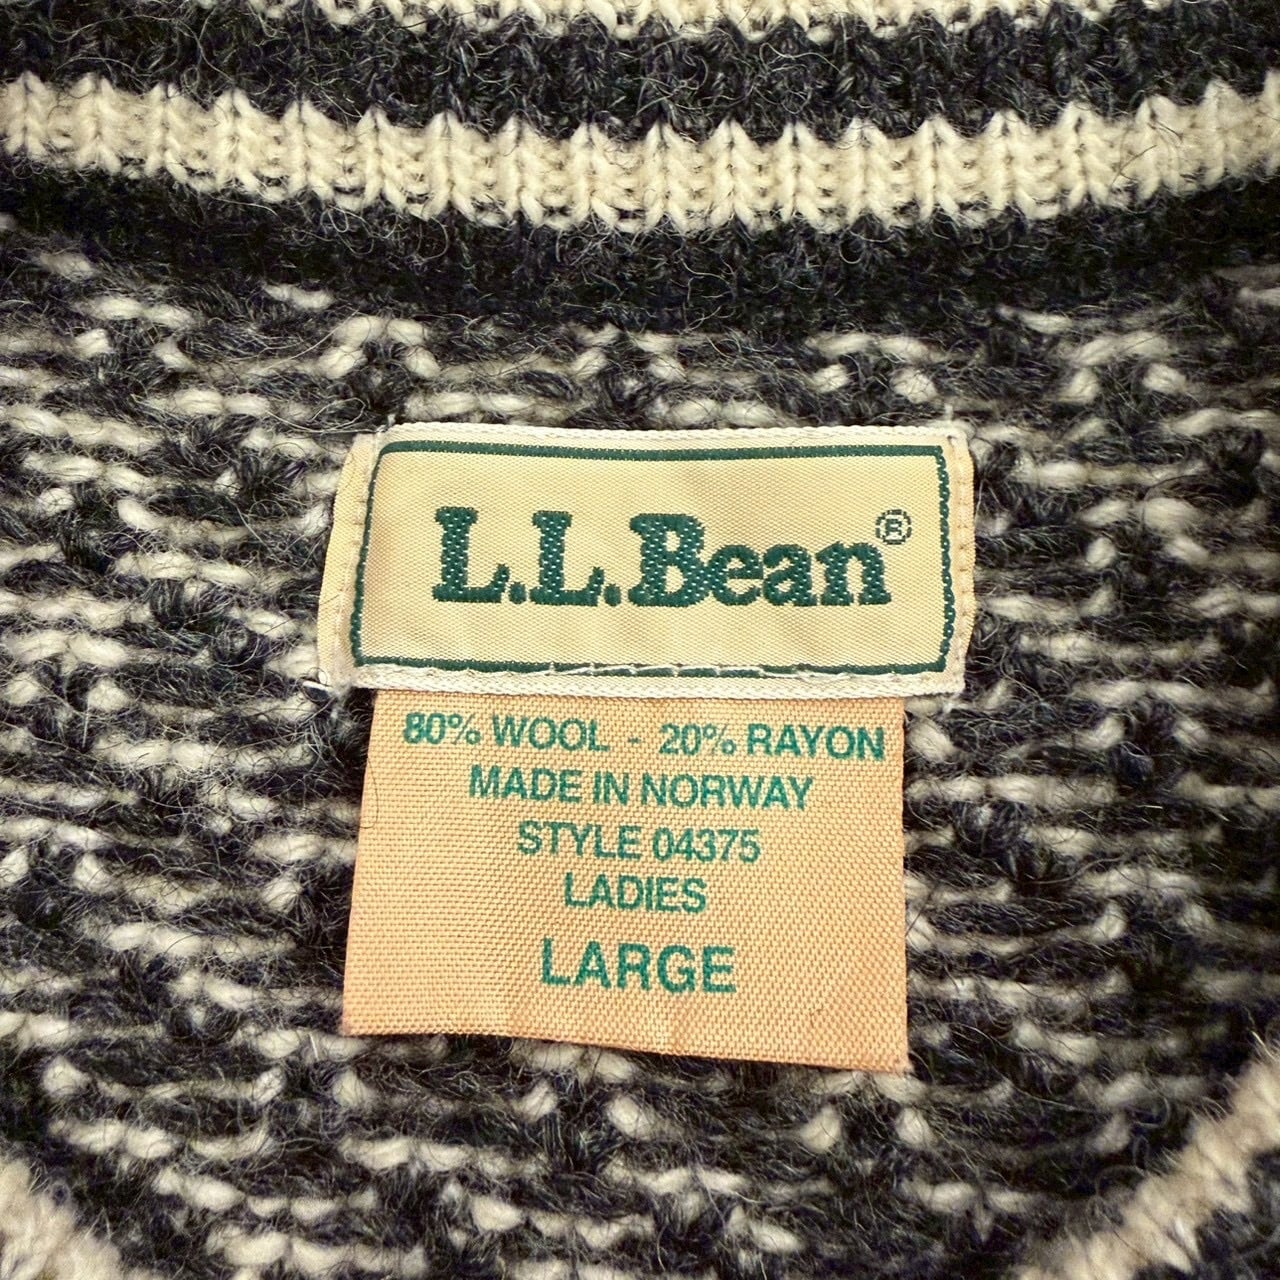 L.L.Bean®
80% WOOL - 20% RAYON
MADE IN NORWAY
STYLE 04375
LADIES
LARGE